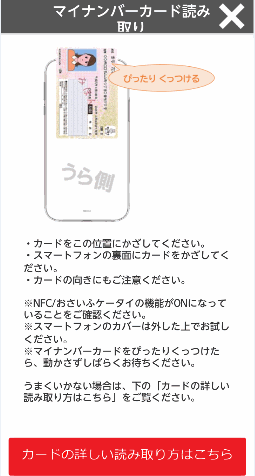 マイナンバーカード読み
取り
ぴったり くっつける
うら側
・カードをこの位置にかざしてください。
・スマートフォンの裏面にカードをかざしてく
ださい。
・カードの向きにもご注意ください。
※NFC/おさいふケータイの機能がONになって
いることをご確認ください。
※スマートフォンのカバーは外した上でお試し
ください。
※マイナンバーカードをぴったりくっつけた
ら、動かさずしばらくお待ちください。
うまくいかない場合は、下の「カードの詳しい
読み取り方はこちら」をご覧ください。
カードの詳しい読み取り方はこちら